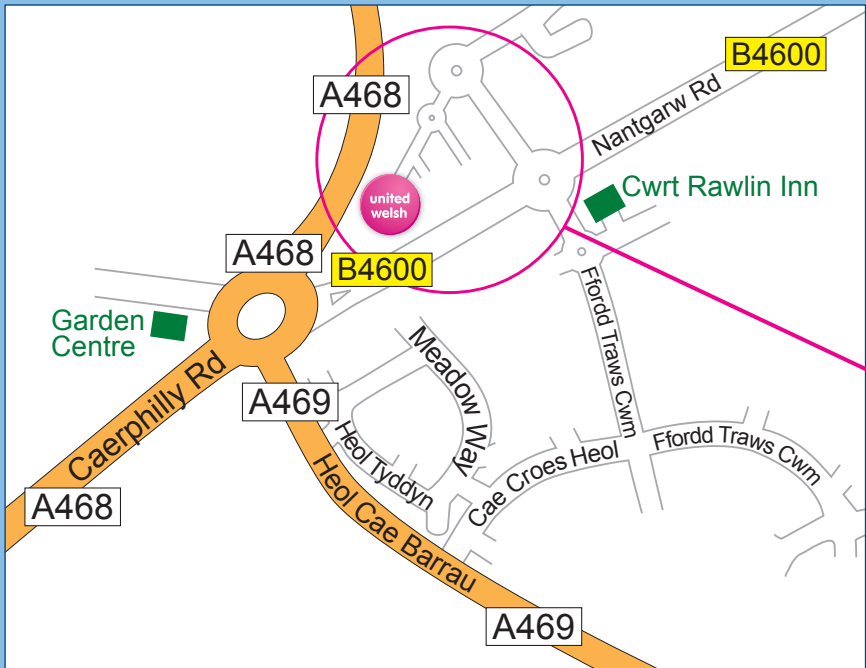 B4600
A468
Nantgarw Rd
united
welsh
Cwrt Rawlin Inn
A468
B4600
Garden
Centre
Ffordd Traws Cwm
Meadow Way
Caerphilly Rd
A469
Heol Tyddyn
Cae Croes Heol
Ffordd Traws Cwm
A468
Heol Cae Barrau
A469